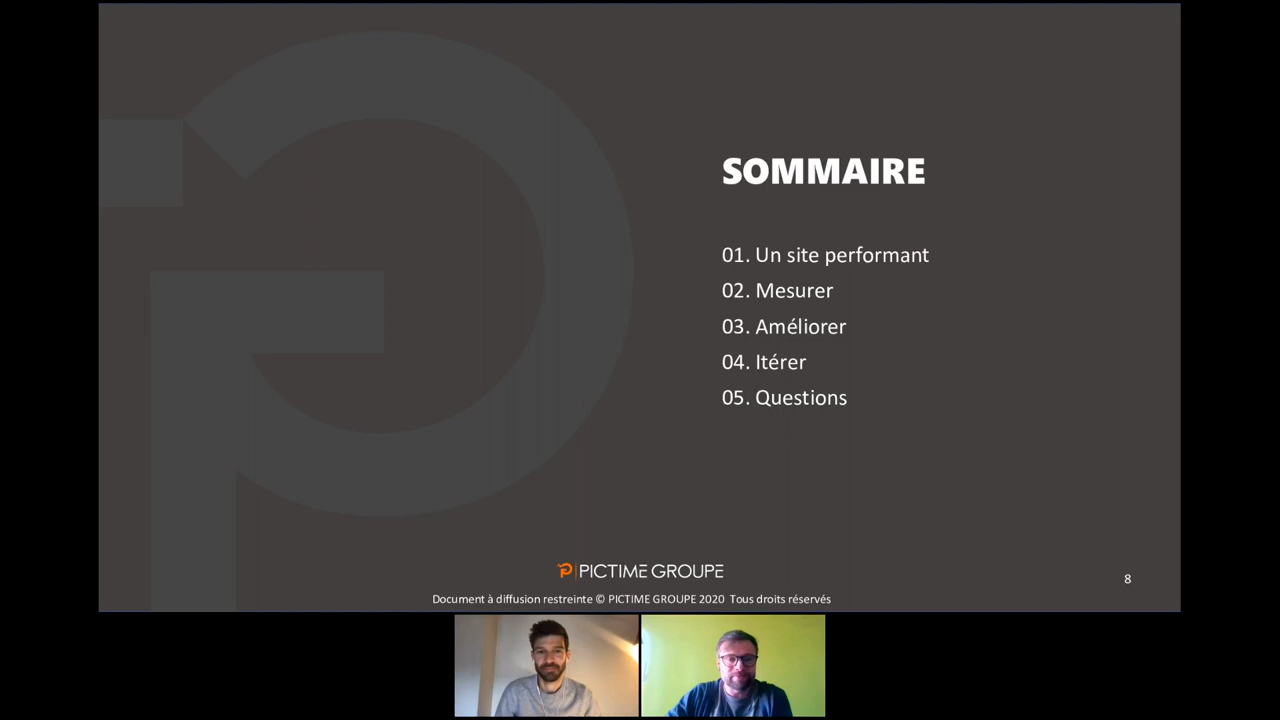 SOMMAIRE
01. Un site performant
02. Mesurer
03. Améliorer
04. Itérer
05. Questions
PICTIME GROUPE
8
Document à diffusion restreinte © PICTIME GROUPE 2020 Tous droits réservés